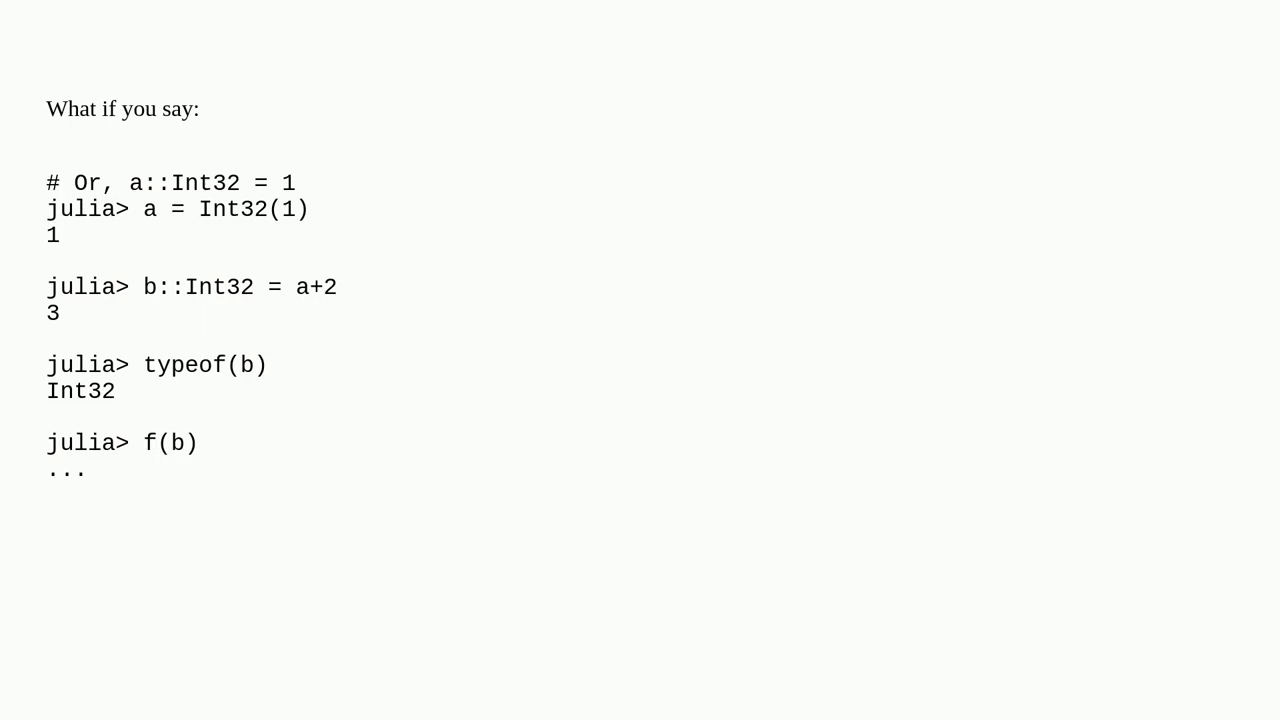 What if you say:
# Or, a::Int32 = 1
julia> a = Int32(1)
1
julia> b::Int32 = a+2
3
julia> typeof(b)
Int32
julia> f(b)
...